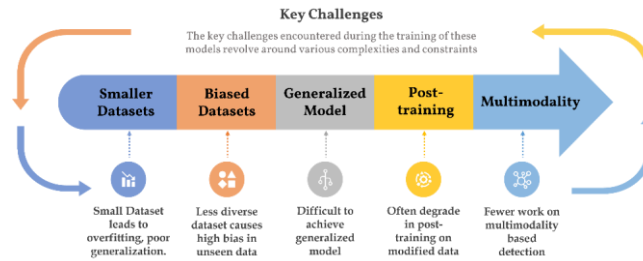 Key Challenges
The key challenges encountered during the training of these
models revolve around various complexities and constraints
Smaller
Datasets
Biased
Datasets
Generalized
Model
Post-
training
Multimodality
Small Dataset
leads to
overfitting, poor
generalization.
Less diverse
dataset causes
high bias in
unseen data
Difficult to
achieve
generalized
model
Often degrade
in post-
training on
modified data
Fewer work on
multimodality
based
detection